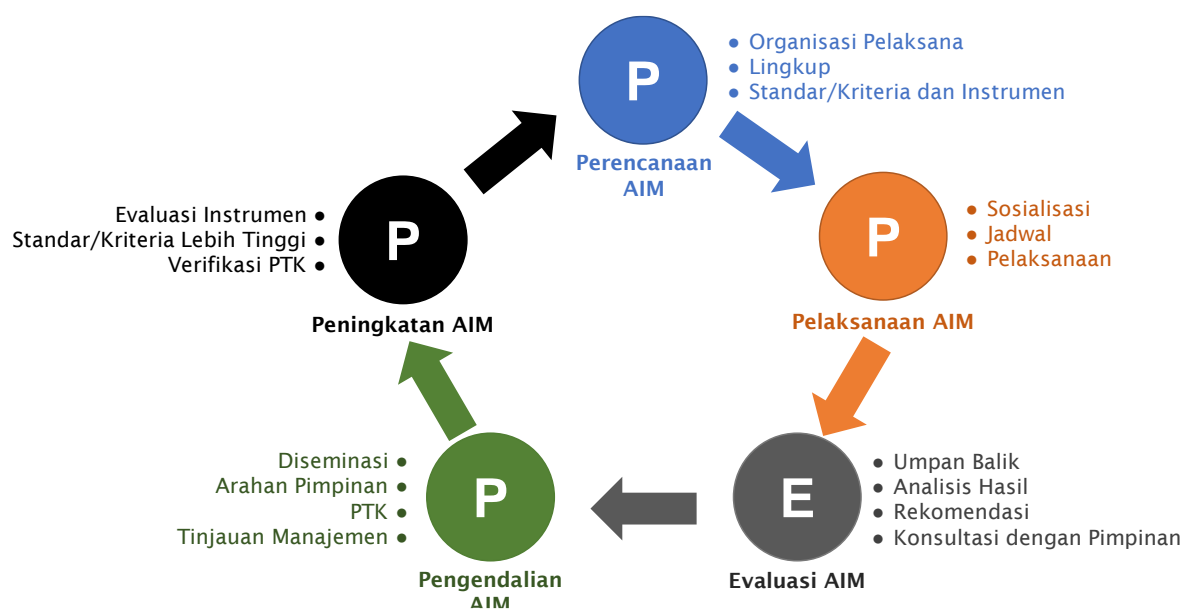 P
Perencanaan
AIM
• Organisasi Pelaksana
• Lingkup
• Standar/Kriteria dan Instrumen
P
Pelaksanaan AIM
• Sosialisasi
• Jadwal
• Pelaksanaan
E
Evaluasi AIM
• Umpan Balik
• Analisis Hasil
• Rekomendasi
• Konsultasi dengan Pimpinan
P
Pengendalian
AIM
Diseminasi •
Arahan Pimpinan •
PTK •
Tinjauan Manajemen •
P
Peningkatan AIM
Evaluasi Instrumen •
Standar/Kriteria Lebih Tinggi •
Verifikasi PTK •